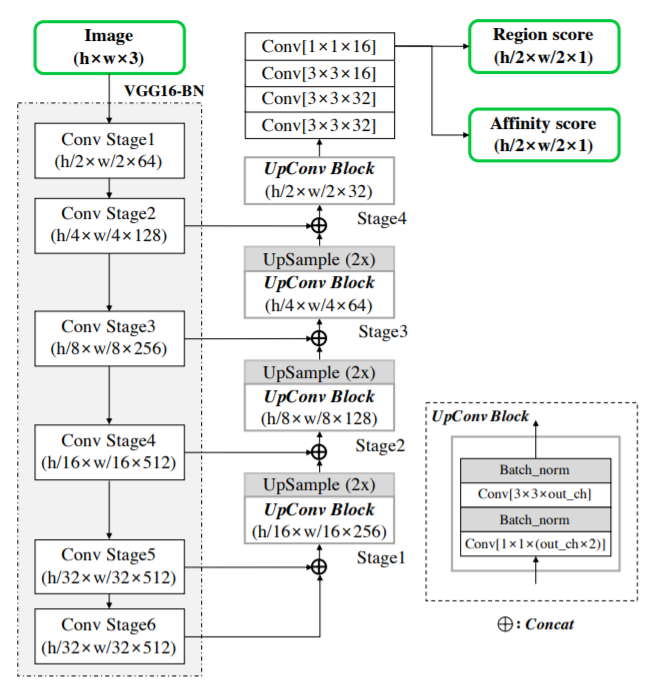 Image
(h×w×3)
VGG16-BN
Conv Stage1
(h/2×w/2×64)
Conv Stage2
(h/4×w/4×128)
Conv Stage3
(h/8×w/8×256)
Conv Stage4
(h/16×w/16×512)
Conv Stage5
(h/32×w/32×512)
Conv Stage6
(h/32×w/32×512)
Conv[1×1×16]
Conv[3×3×16]
Conv[3×3×32]
Conv[3×3×32]
UpConv Block
(h/2×w/2×32)
Stage4
UpSample (2x)
UpConv Block
(h/4×w/4×64)
Stage3
UpSample (2x)
UpConv Block
(h/8×w/8×128)
Stage2
UpSample (2x)
UpConv Block
(h/16×w/16×256)
Stage1
Region score
(h/2×w/2×1)
Affinity score
(h/2×w/2×1)
UpConv Block
Batch_norm
Conv[3×3×out_ch]
Batch_norm
Conv[1×1×(out_ch×2)]
⊕: Concat